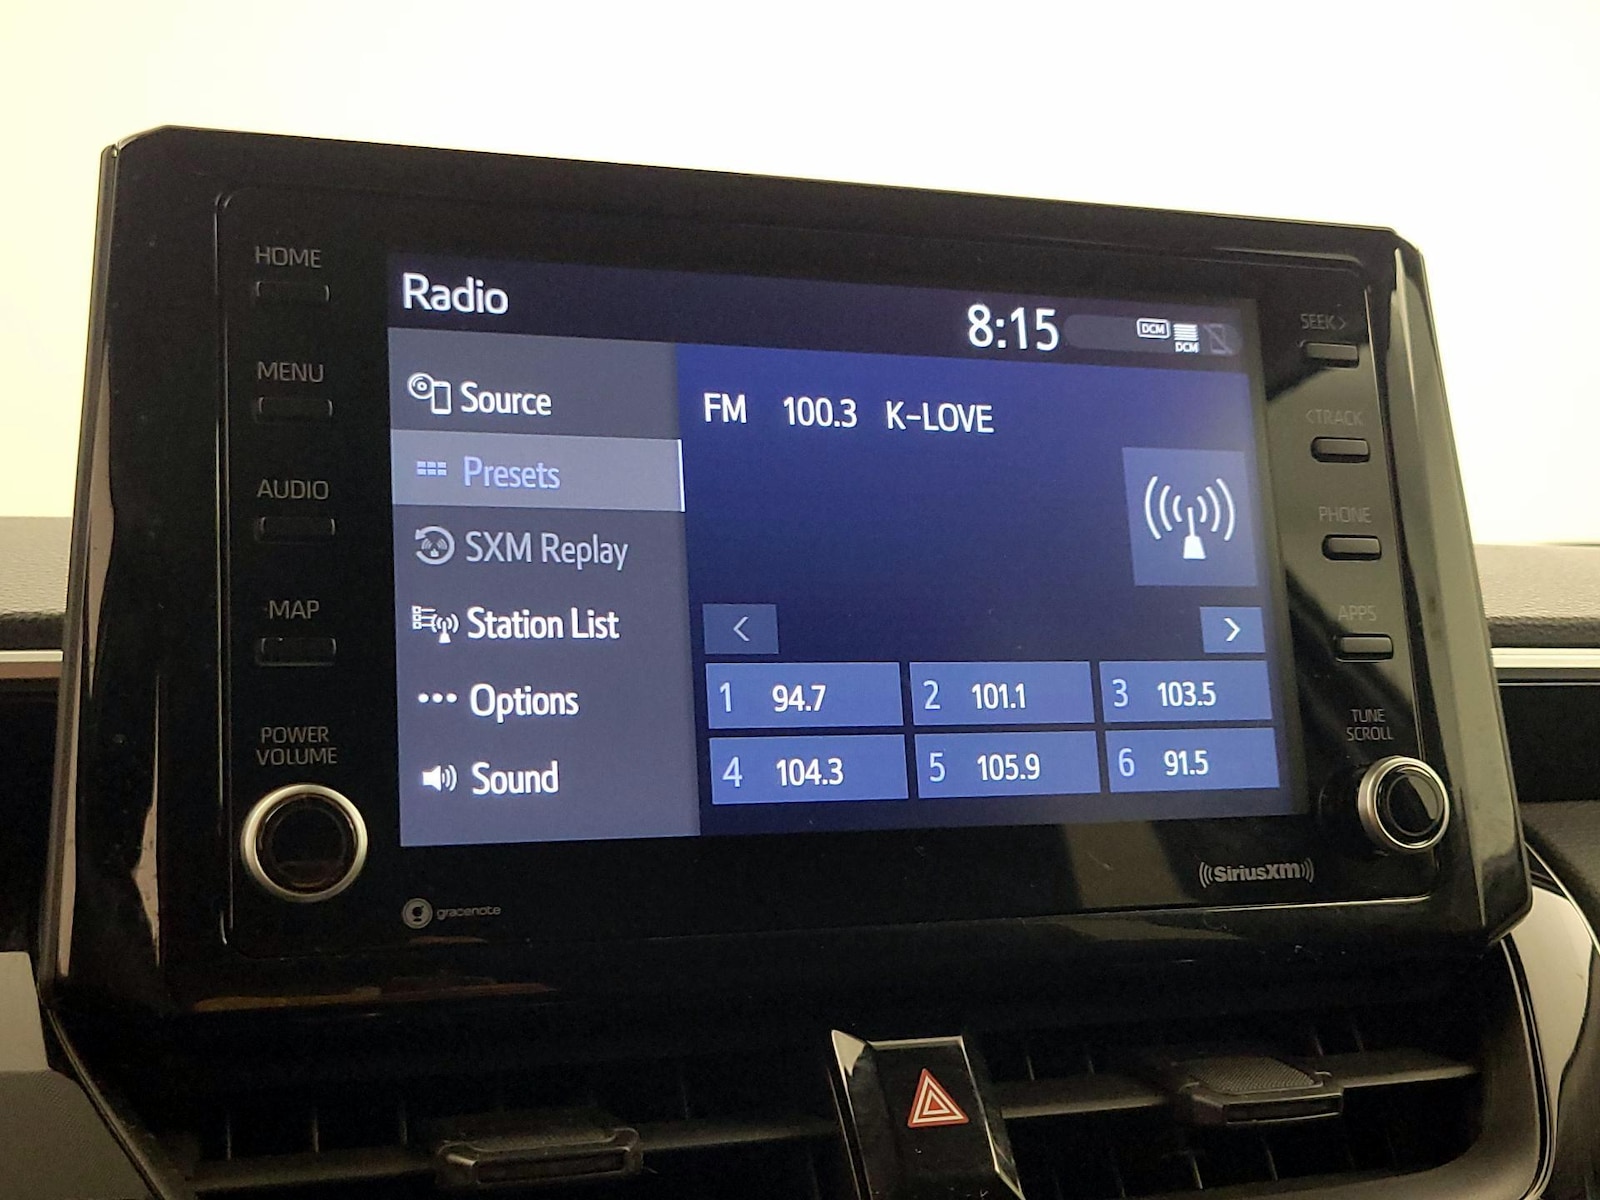 HOME
MENU
AUDIO
MAP
POWER
VOLUME
Radio
8:15
DCM
DCM
Source
Presets
SXM Replay
Station List
Options
Sound
FM 100.3 K-LOVE
<
>
1 94.7
2 101.1
3 103.5
4 104.3
5 105.9
6 91.5
SEEK >
< TRACK
PHONE
APPS
TUNE
SCROLL
gracenote
((SiriusXM))